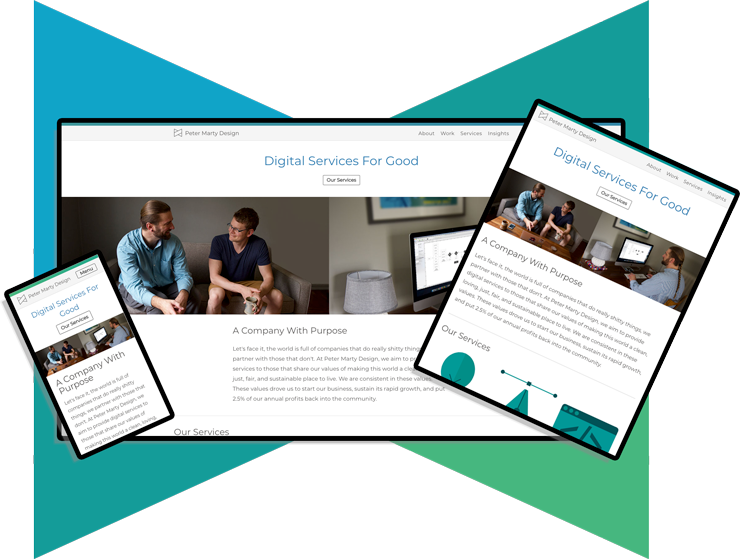 Peter Marty Design
About Work Services Insights
Digital Services For Good
Our Services
A Company With Purpose
Let's face it, the world is full of companies that do really shitty things, we
partner with those that don't. At Peter Marty Design, we aim to provide
services to those that share our values of making this world a clean
just, fair, and sustainable place to live. We are consistent in these values.
These values drove us to start our business, sustain its rapid growth, and put
2.5% of our annual profits back into the community.
Our Services
Peter Marty Design
Menu
Digital Services For
Good
Our Services
A Company With
Purpose
Let's face it, the world is full of
companies that do really shitty
things, we partner with those that
don't. At Peter Marty Design, we
aim to provide digital services to
those that share our values of
making this world a clean, loving,
Peter Marty Design
About Work Services Insights
Digital Services For Good
Our Services
A Company With Purpose
Let's face it, the world is full of companies that do really shitty things, we
partner with those that don't. At Peter Marty Design, we aim to provide
digital services to those that share our values of making this world a clean,
loving, just, fair, and sustainable place to live. We are consistent in these
values. These values drove us to start our business, sustain its rapid growth,
and put 2.5% of our annual profits back into the community.
Our Services